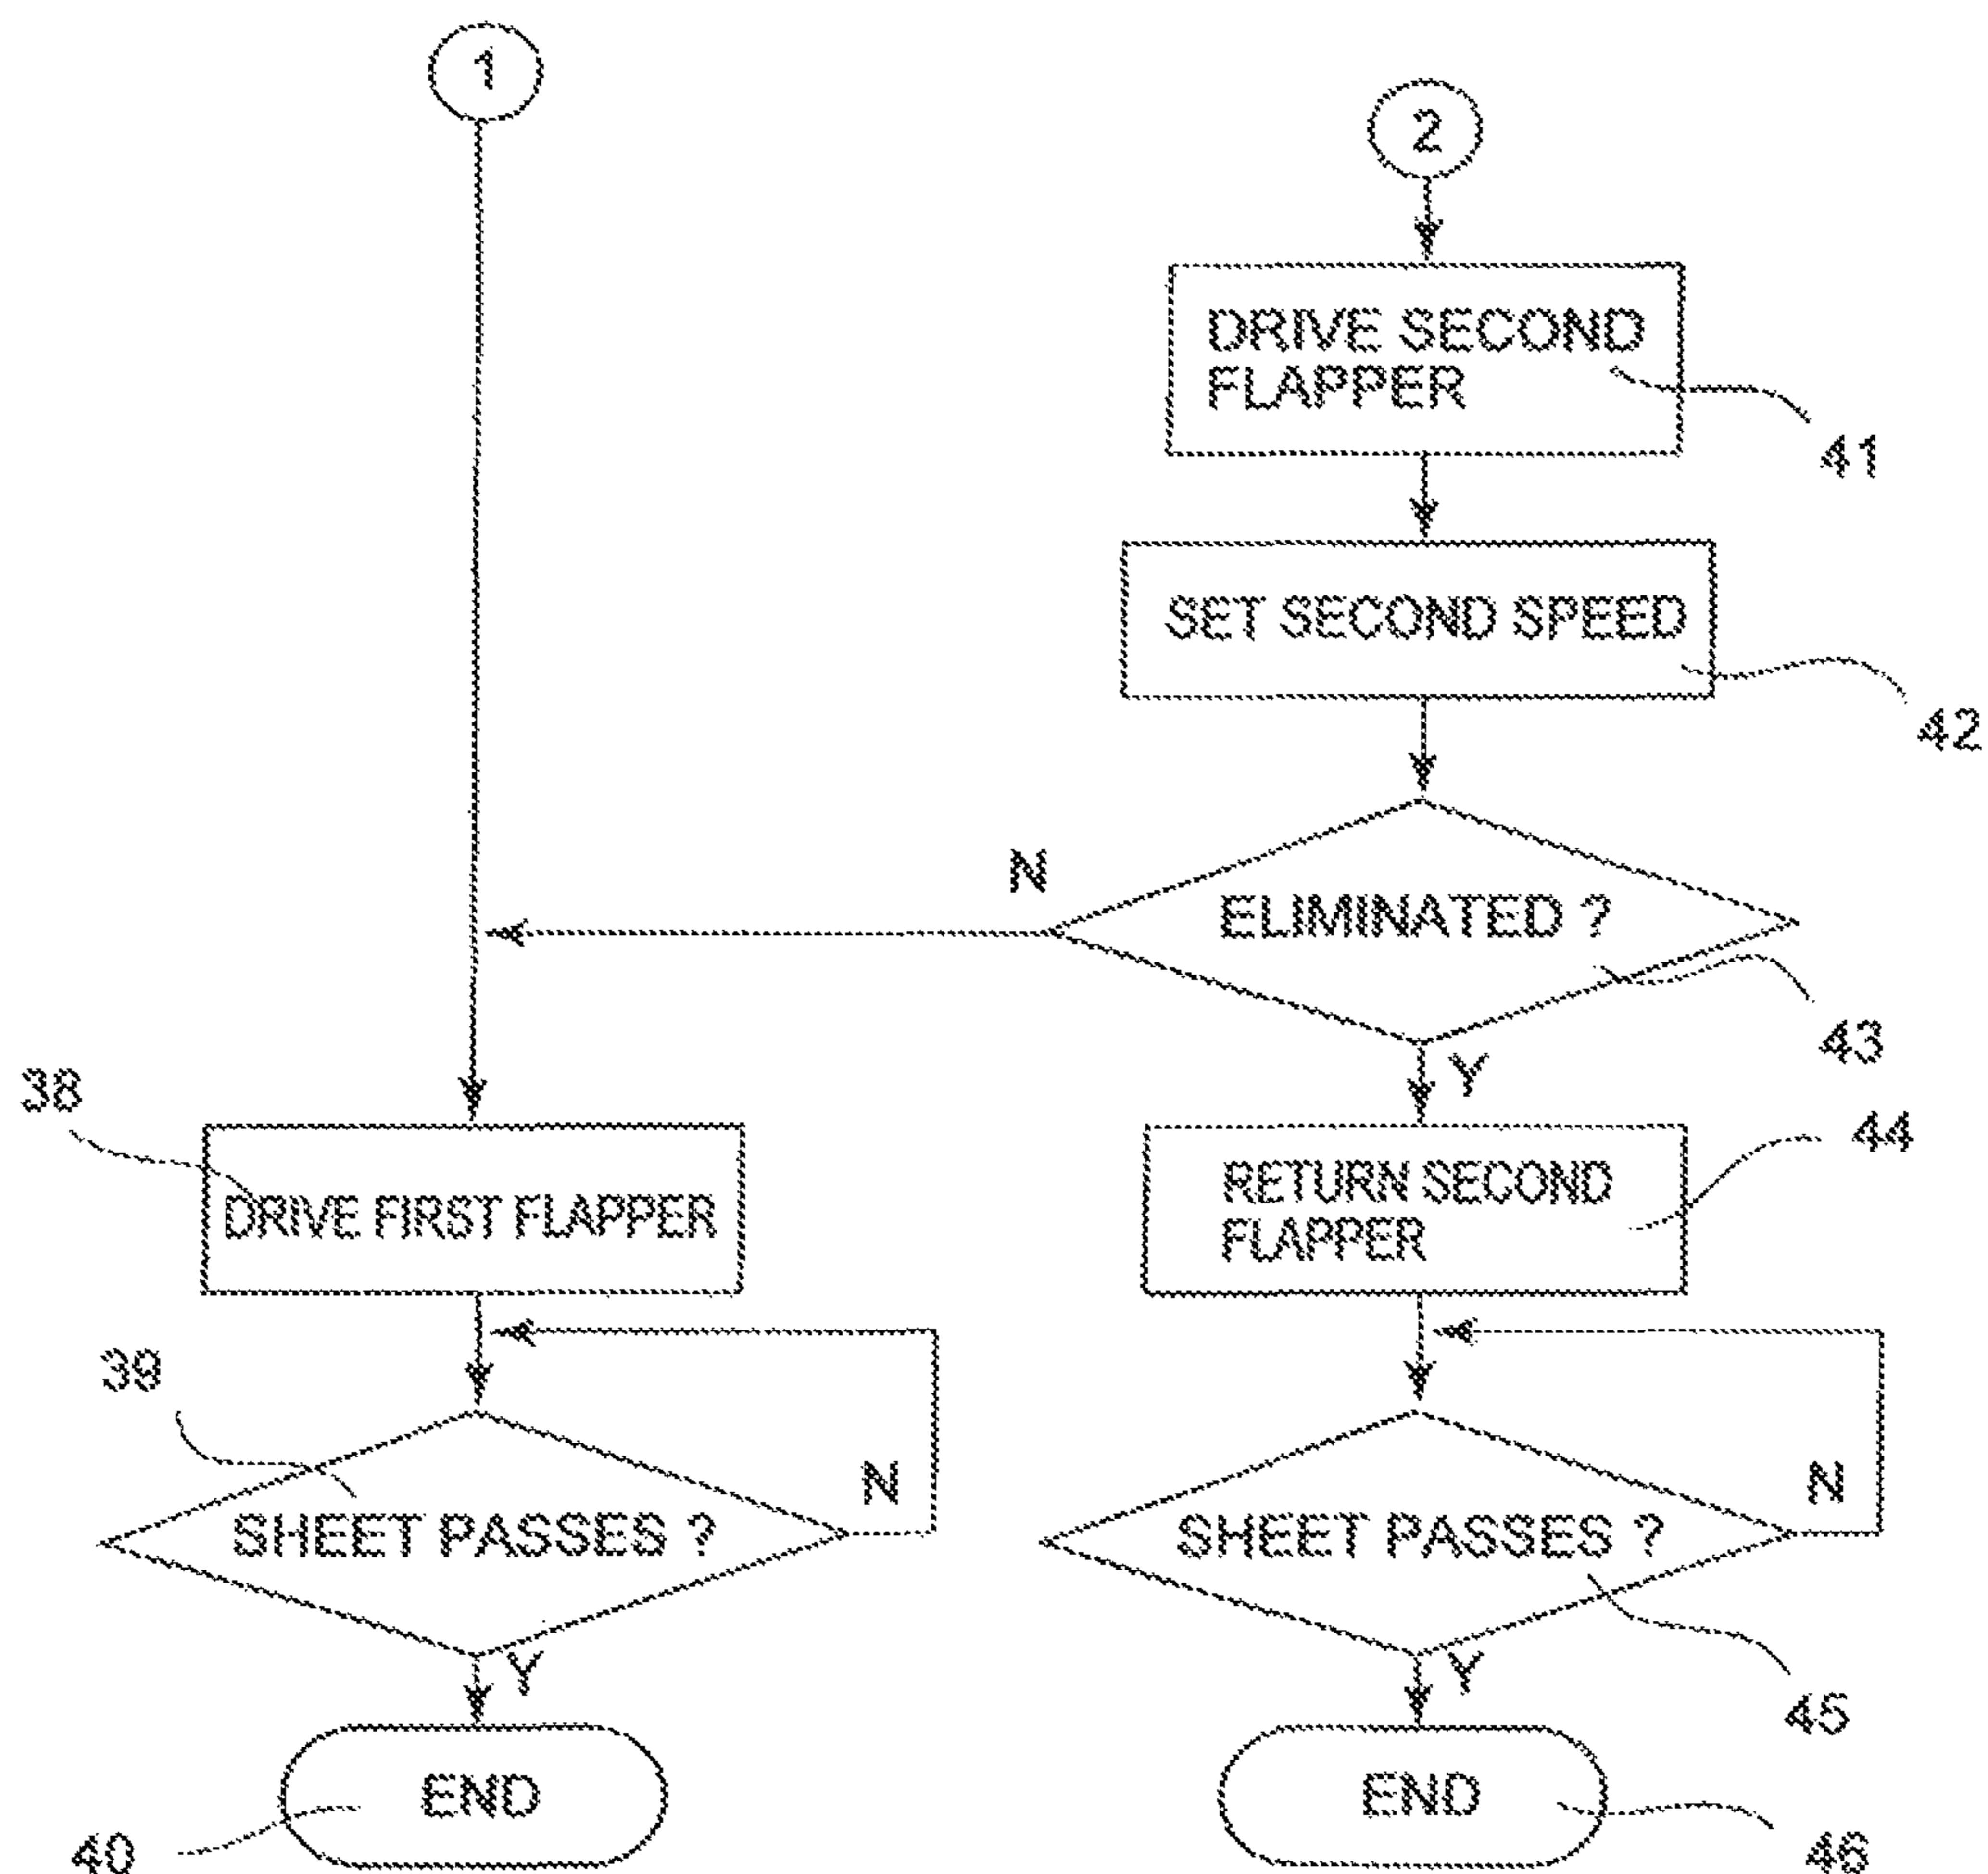 1
2
DRIVE SECOND
FLAPPER
41
SET SECOND SPEED
42
N
ELIMINATED ?
43
Y
38
DRIVE FIRST FLAPPER
RETURN SECOND
FLAPPER
44
39
SHEET PASSES ?
N
SHEET PASSES ?
N
Y
Y
45
END
40
END
46